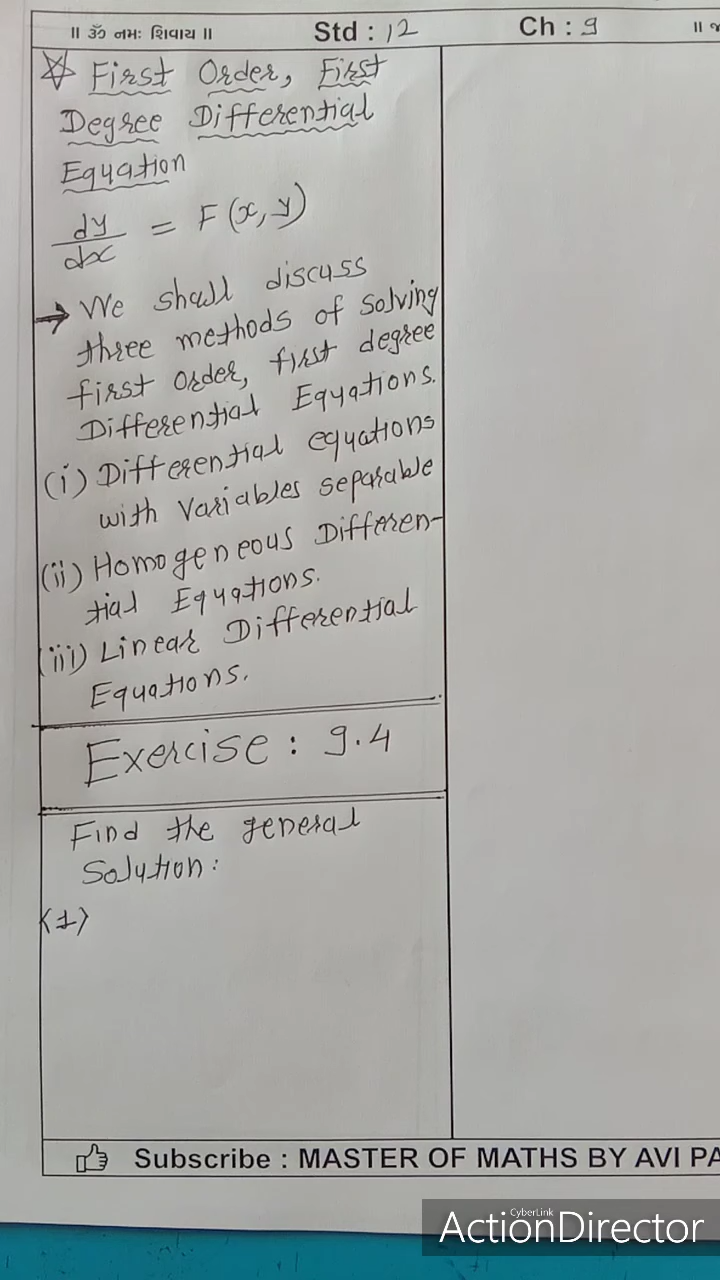 ॥ ॐ नमः शिवाय ॥ Std : 12 Ch : 9
First Order, First
Degree Differential
Equation
dy/dx = F(x, y)
→ We shall discuss
three methods of solving
first order, first degree
Differential Equations.
(i) Differential equations
with variables separable
(ii) Homogeneous Differen-
tial Equations.
(iii) Linear Differential
Equations.
Exercise : 9.4
Find the general
Solution:
(1)
Subscribe : MASTER OF MATHS BY AVI PA
CyberLink
ActionDirector